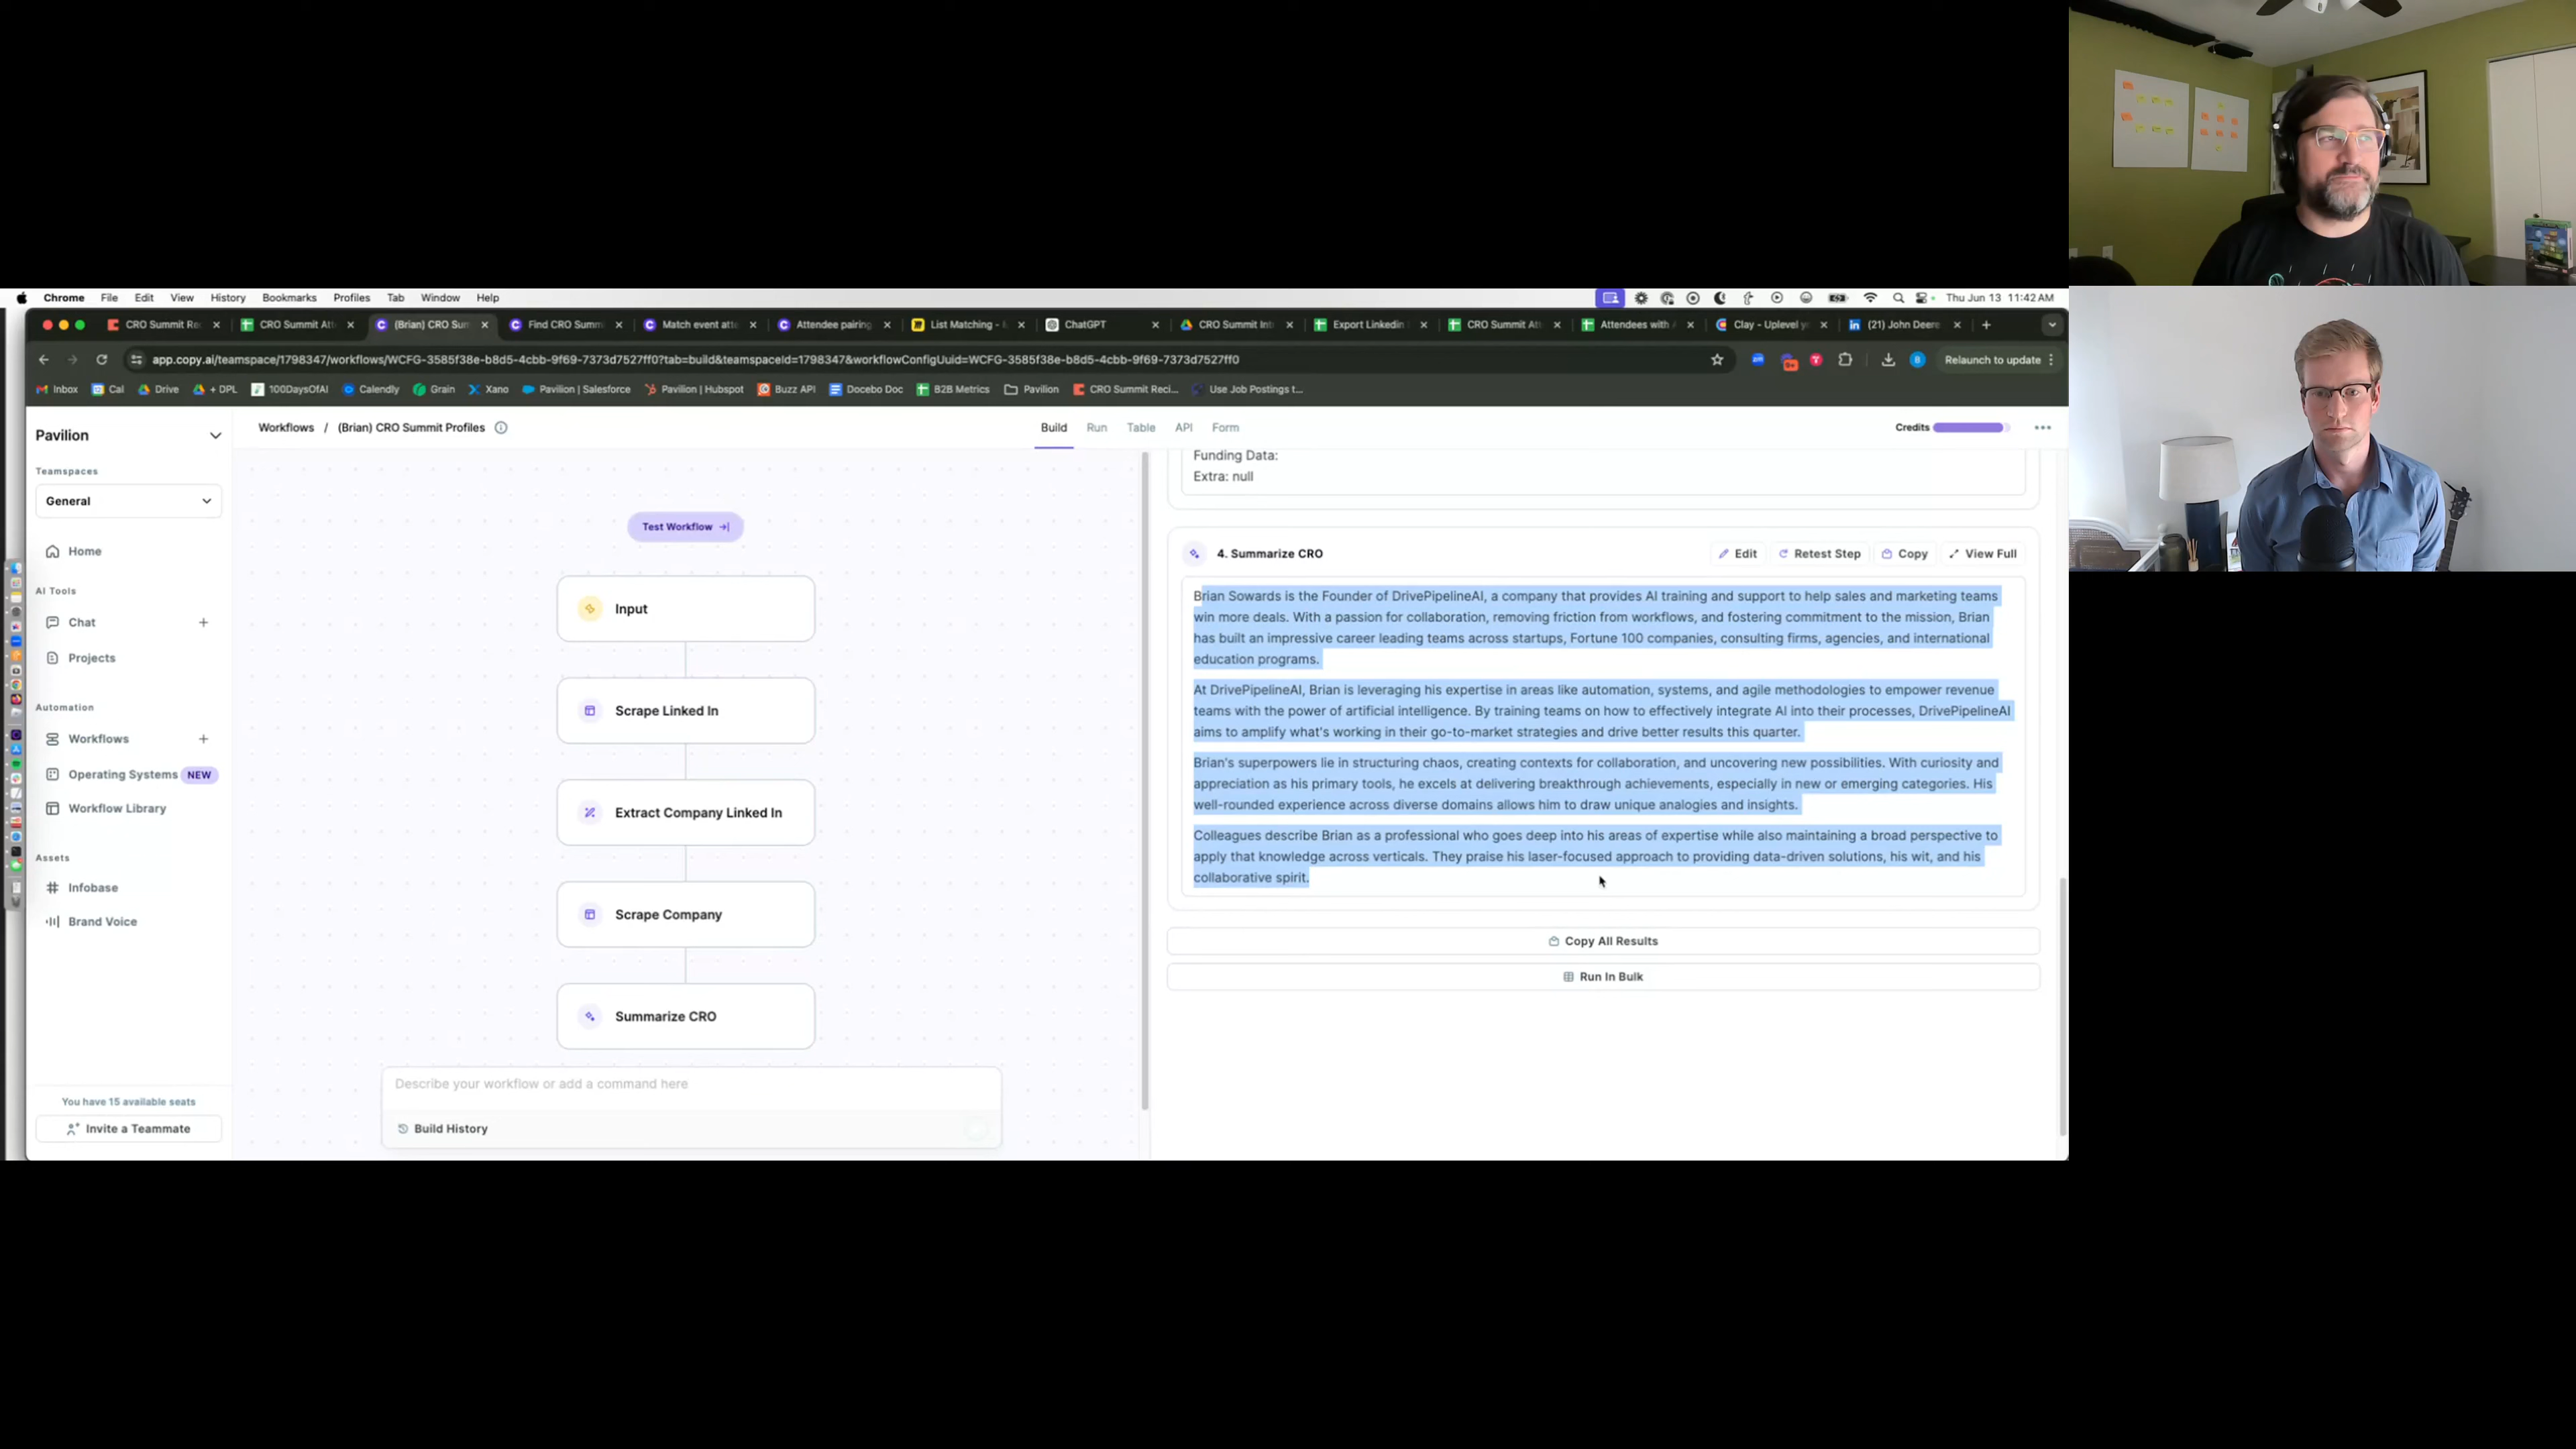 Chrome File Edit View History Bookmarks Profiles Tab Window Help
Thu Jun 13 11:42 AM
CRO Summit Re
CRO Summit Att
(Brian) CRO Sum
Find CRO Summ
Match event atte
Attendee pairing
List Matching -
ChatGPT
CRO Summit Int
Export Linkedin
CRO Summit Att
Attendees with
Clay - Uplevel y
(21) John Deere
app.copy.ai/teamspace/1798347/workflows/WCFG-3585f38e-b8d5-4cbb-9f69-7373d7527ff0?tab=build&teamspaceId=1798347&workflowConfigUuid=WCFG-3585f38e-b8d5-4cbb-9f69-7373d7527ff0
Relaunch to update
Inbox Cal Drive + DPL 100DaysOfAI Calendly Grain Xano Pavilion | Salesforce Pavilion | Hubspot Buzz API Docebo Doc B2B Metrics Pavilion CRO Summit Reci... Use Job Postings t...
Pavilion
Teamspaces
General
Home
AI Tools
Chat
Projects
Automation
Workflows
Operating Systems NEW
Workflow Library
Assets
Infobase
Brand Voice
You have 15 available seats
Invite a Teammate
Workflows / (Brian) CRO Summit Profiles
Build Run Table API Form
Credits
Test Workflow
Input
Scrape Linked In
Extract Company Linked In
Scrape Company
Summarize CRO
Describe your workflow or add a command here
Build History
Funding Data:
Extra: null
4. Summarize CRO
Edit Retest Step Copy View Full
Brian Sowards is the Founder of DrivePipelineAI, a company that provides AI training and support to help sales and marketing teams
win more deals. With a passion for collaboration, removing friction from workflows, and fostering commitment to the mission, Brian
has built an impressive career leading teams across startups, Fortune 100 companies, consulting firms, agencies, and international
education programs.
At DrivePipelineAI, Brian is leveraging his expertise in areas like automation, systems, and agile methodologies to empower revenue
teams with the power of artificial intelligence. By training teams on how to effectively integrate AI into their processes, DrivePipelineAI
aims to amplify what's working in their go-to-market strategies and drive better results this quarter.
Brian's superpowers lie in structuring chaos, creating contexts for collaboration, and uncovering new possibilities. With curiosity and
appreciation as his primary tools, he excels at delivering breakthrough achievements, especially in new or emerging categories. His
well-rounded experience across diverse domains allows him to draw unique analogies and insights.
Colleagues describe Brian as a professional who goes deep into his areas of expertise while also maintaining a broad perspective to
apply that knowledge across verticals. They praise his laser-focused approach to providing data-driven solutions, his wit, and his
collaborative spirit.
Copy All Results
Run In Bulk